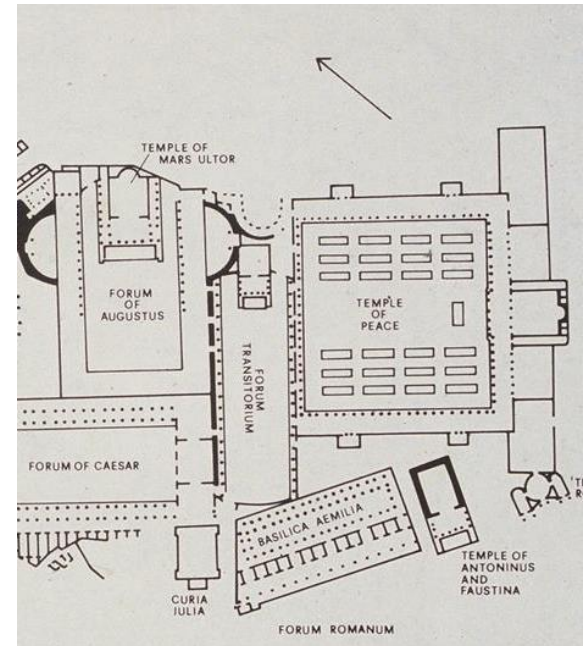 TEMPLE OF
MARS ULTOR
FORUM
OF
AUGUSTUS
TEMPLE
OF
PEACE
FORUM
TRANSITORIUM
FORUM OF CAESAR
BASILICA AEMILIA
CURIA
IULIA
TEMPLE OF
ANTONINUS
AND
FAUSTINA
FORUM ROMANUM